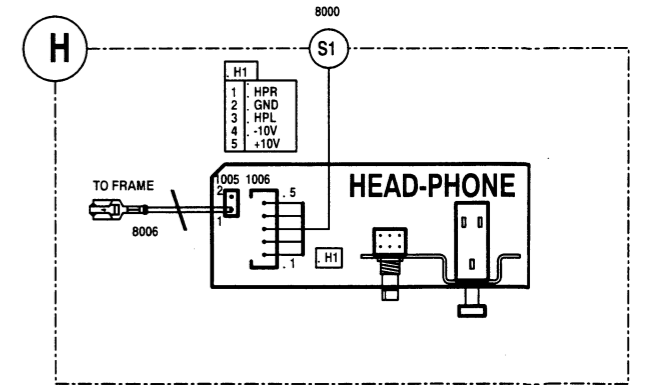 8000
H
S1
. H1
1 . HPR
2 . GND
3 . HPL
4 . -10V
5 . +10V
1005 1006
2
. 5
HEAD-PHONE
TO FRAME
1
8006
. H1
. 1